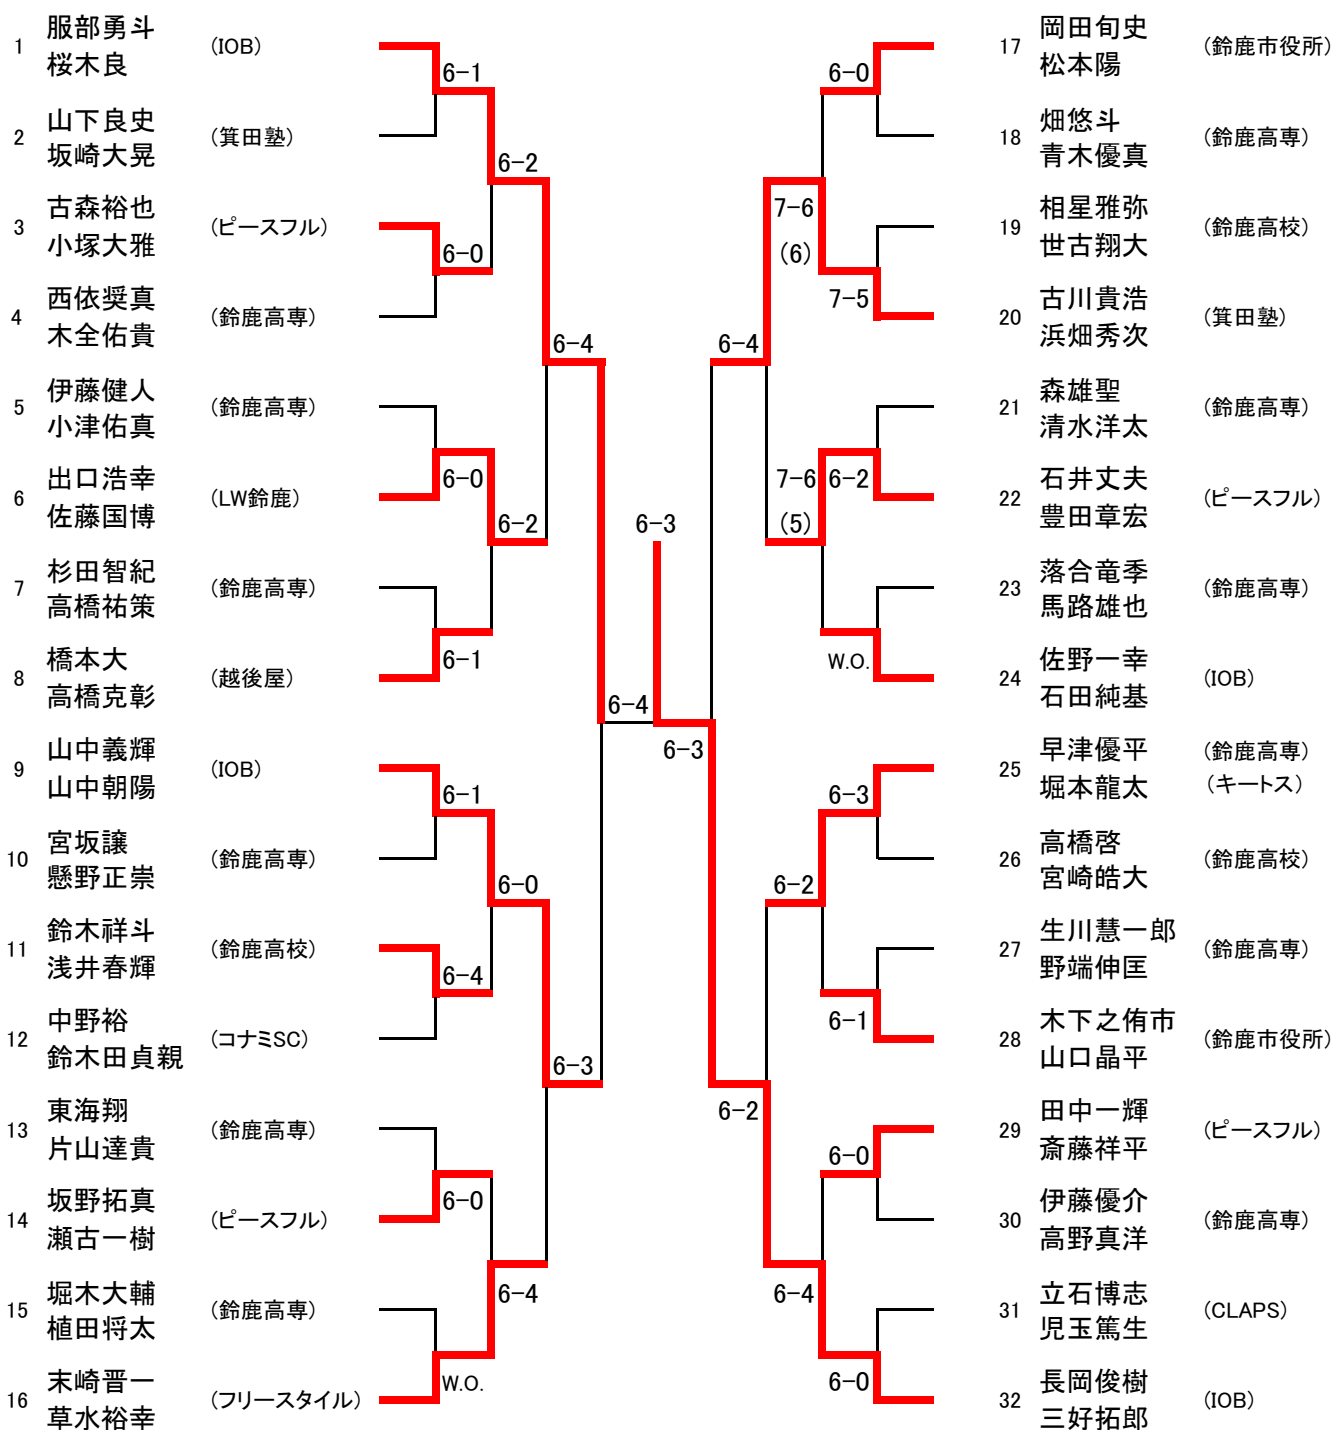 1 服部勇斗 (IOB)
桜木良
6-1
2 山下良史 (箕田塾)
坂崎大晃
6-2
3 古森裕也 (ピースフル)
小塚大雅
6-0
4 西依奨真 (鈴鹿高専)
木全佑貴
6-4
5 伊藤健人 (鈴鹿高専)
小津佑真
6-0
6 出口浩幸 (LW鈴鹿)
佐藤国博
6-2
7 杉田智紀 (鈴鹿高専)
高橋祐策
6-1
8 橋本大 (越後屋)
高橋克彰
6-4
9 山中義輝 (IOB)
山中朝陽
6-1
10 宮坂譲 (鈴鹿高専)
懸野正崇
6-0
11 鈴木祥斗 (鈴鹿高校)
浅井春輝
6-4
12 中野裕 (コナミSC)
鈴木田貞親
6-3
13 東海翔 (鈴鹿高専)
片山達貴
6-0
14 坂野拓真 (ピースフル)
瀬古一樹
6-4
15 堀木大輔 (鈴鹿高専)
植田将太
W.O.
16 末崎晋一 (フリースタイル)
草水裕幸
6-3
6-3
17 岡田旬史 (鈴鹿市役所)
松本陽
6-0
18 畑悠斗 (鈴鹿高専)
青木優真
7-6
(6)
19 相星雅弥 (鈴鹿高校)
世古翔大
7-5
20 古川貴浩 (箕田塾)
浜畑秀次
6-4
21 森雄聖 (鈴鹿高専)
清水洋太
7-6 6-2
(5)
22 石井丈夫 (ピースフル)
豊田章宏
23 落合竜季 (鈴鹿高専)
馬路雄也
W.O.
24 佐野一幸 (IOB)
石田純基
25 早津優平 (鈴鹿高専)
堀本龍太 (キートス)
6-3
26 高橋啓 (鈴鹿高校)
宮崎皓大
6-2
27 生川慧一郎 (鈴鹿高専)
野端伸匡
6-1
28 木下之侑市 (鈴鹿市役所)
山口晶平
6-2
29 田中一輝 (ピースフル)
斎藤祥平
6-0
30 伊藤優介 (鈴鹿高専)
高野真洋
6-4
31 立石博志 (CLAPS)
児玉篤生
6-0
32 長岡俊樹 (IOB)
三好拓郎